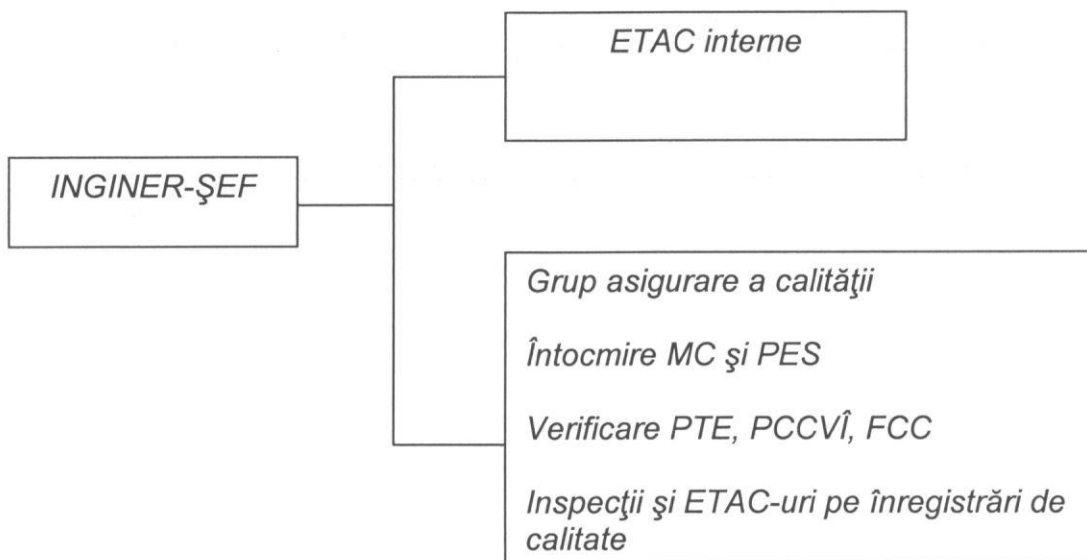 ETAC interne
INGINER-ŞEF
Grup asigurare a calităţii
Întocmire MC şi PES
Verificare PTE, PCCVÎ, FCC
Inspecţii şi ETAC-uri pe înregistrări de
calitate